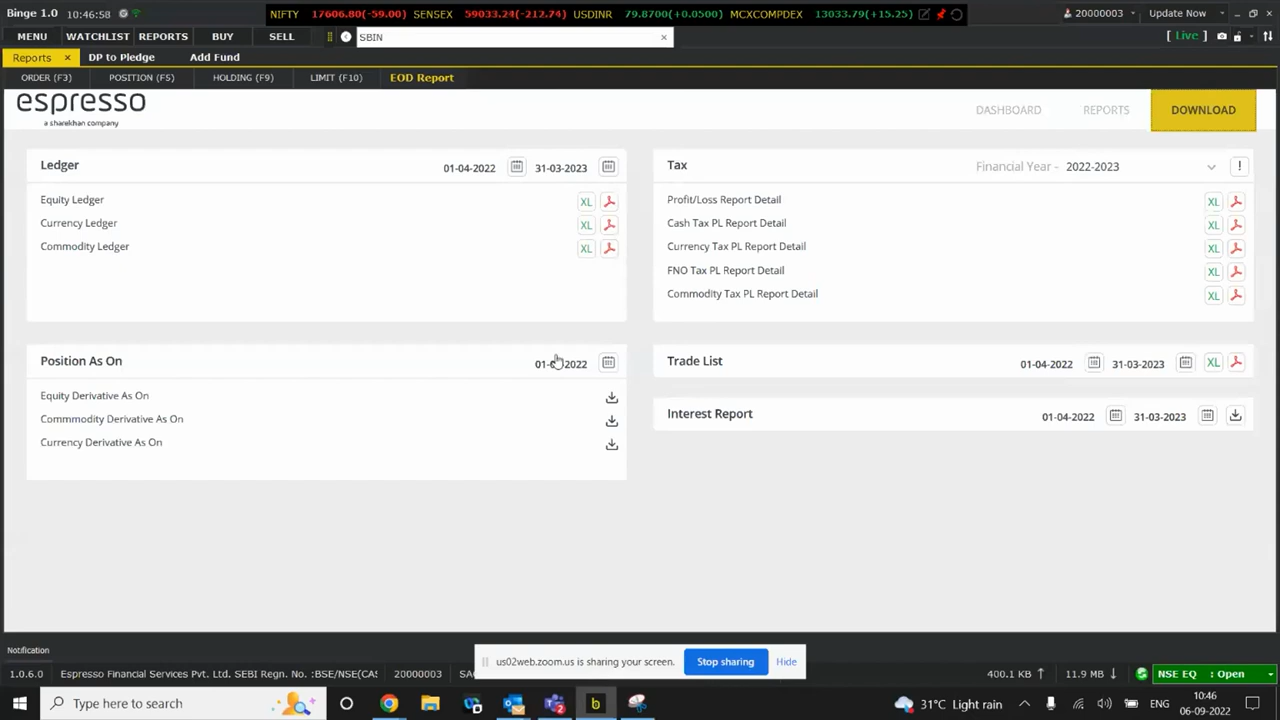 Binge 1.0
10:46:58
NIFTY 17606.80(-59.00) SENSEX 59033.24(-212.74) USDINR 79.8700(+0.0500) MCXCOMPDEX 13033.79(+15.25)
20000003
Update Now
MENU WATCHLIST REPORTS BUY SELL
SBIN
[ Live ]
Reports × DP to Pledge Add Fund
ORDER (F3) POSITION (F5) HOLDING (F9) LIMIT (F10) EOD Report
espresso
a sharekhan company
DASHBOARD REPORTS DOWNLOAD
Ledger 01-04-2022 31-03-2023
Equity Ledger XL
Currency Ledger XL
Commodity Ledger XL
Tax Financial Year - 2022-2023 !
Profit/Loss Report Detail XL
Cash Tax PL Report Detail XL
Currency Tax PL Report Detail XL
FNO Tax PL Report Detail XL
Commodity Tax PL Report Detail XL
Position As On
Equity Derivative As On
Commmodity Derivative As On
Currency Derivative As On
Trade List 01-04-2022 31-03-2023 XL
Interest Report 01-04-2022 31-03-2023
Notification
us02web.zoom.us is sharing your screen. Stop sharing Hide
1.0.6.0 Espresso Financial Services Pvt. Ltd. SEBI Regn. No. :BSE/NSE(CAS 20000003
400.1 KB 11.9 MB NSE EQ : Open
Type here to search
31°C Light rain
ENG
10:46
06-09-2022